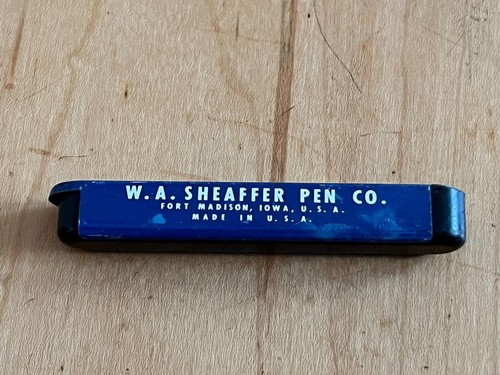 W. A. SHEAFFER PEN CO.
FORT MADISON, IOWA, U. S. A.
MADE IN U. S. A.